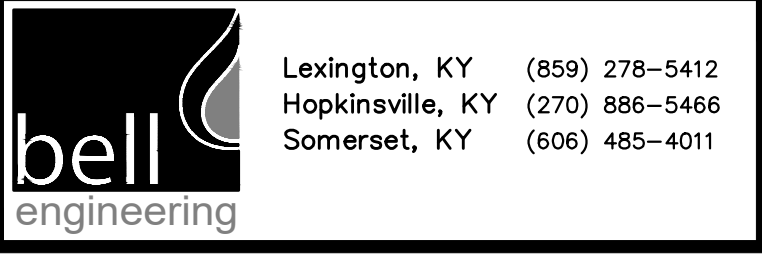 bell
engineering
Lexington, KY (859) 278-5412
Hopkinsville, KY (270) 886-5466
Somerset, KY (606) 485-4011